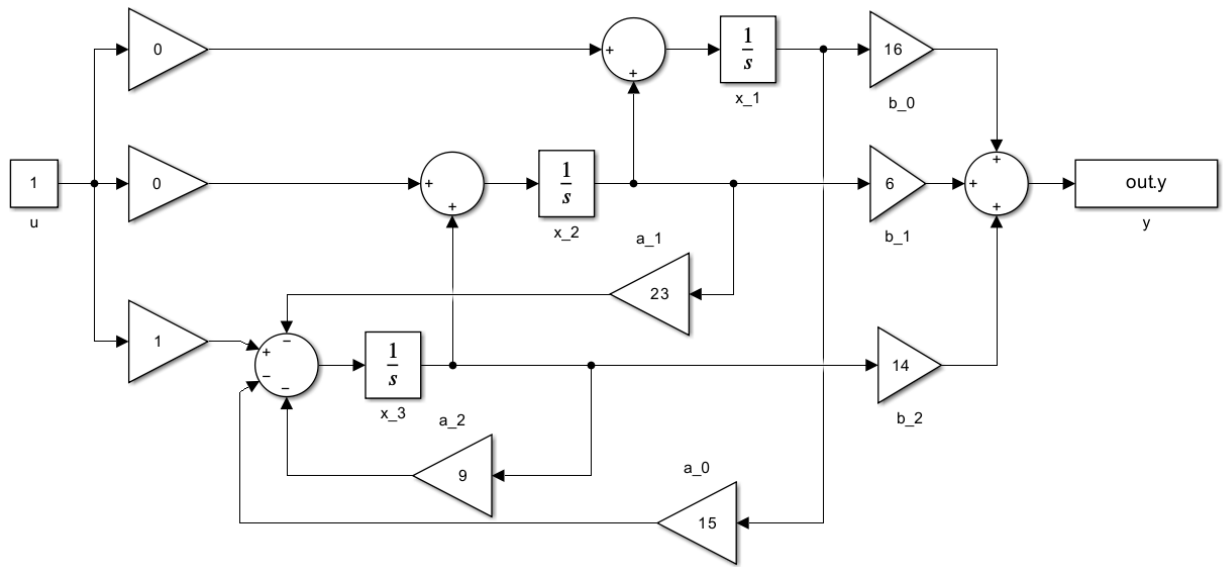 0
+
+
1
s
x_1
16
b_0
+
+
+
1
u
0
+
+
1
s
x_2
6
b_1
out.y
y
a_1
23
1
+
−
−
−
1
s
x_3
14
b_2
a_2
9
a_0
15